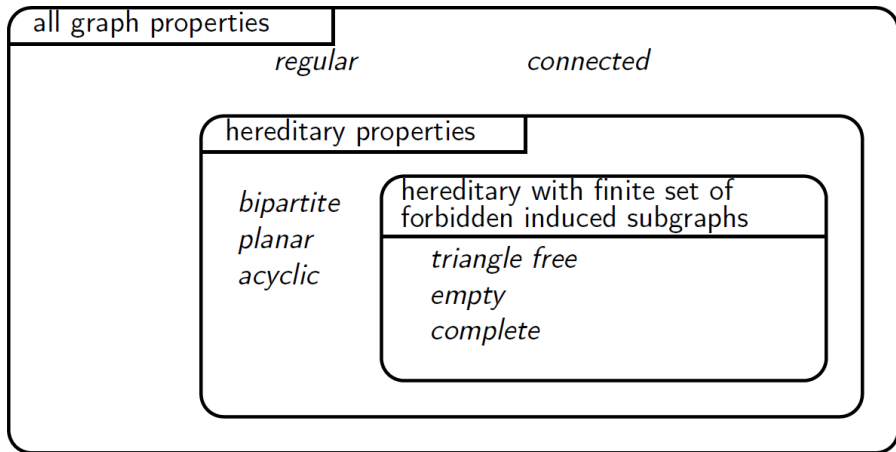 all graph properties
regular connected
hereditary properties
hereditary with finite set of
forbidden induced subgraphs
bipartite
planar
acyclic
triangle free
empty
complete